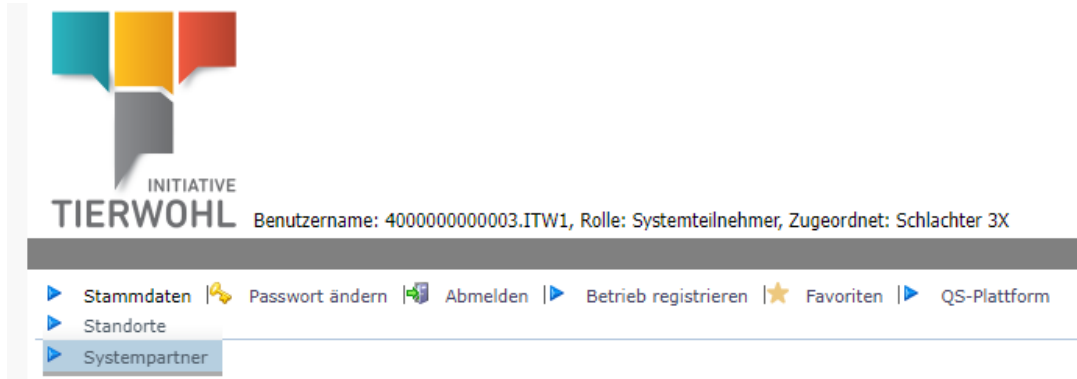 INITIATIVE
TIERWOHL
Benutzername: 4000000000003.ITW1, Rolle: Systemteilnehmer, Zugeordnet: Schlachter 3X
Stammdaten | Passwort ändern | Abmelden | Betrieb registrieren | Favoriten | QS-Plattform
Standorte
Systempartner